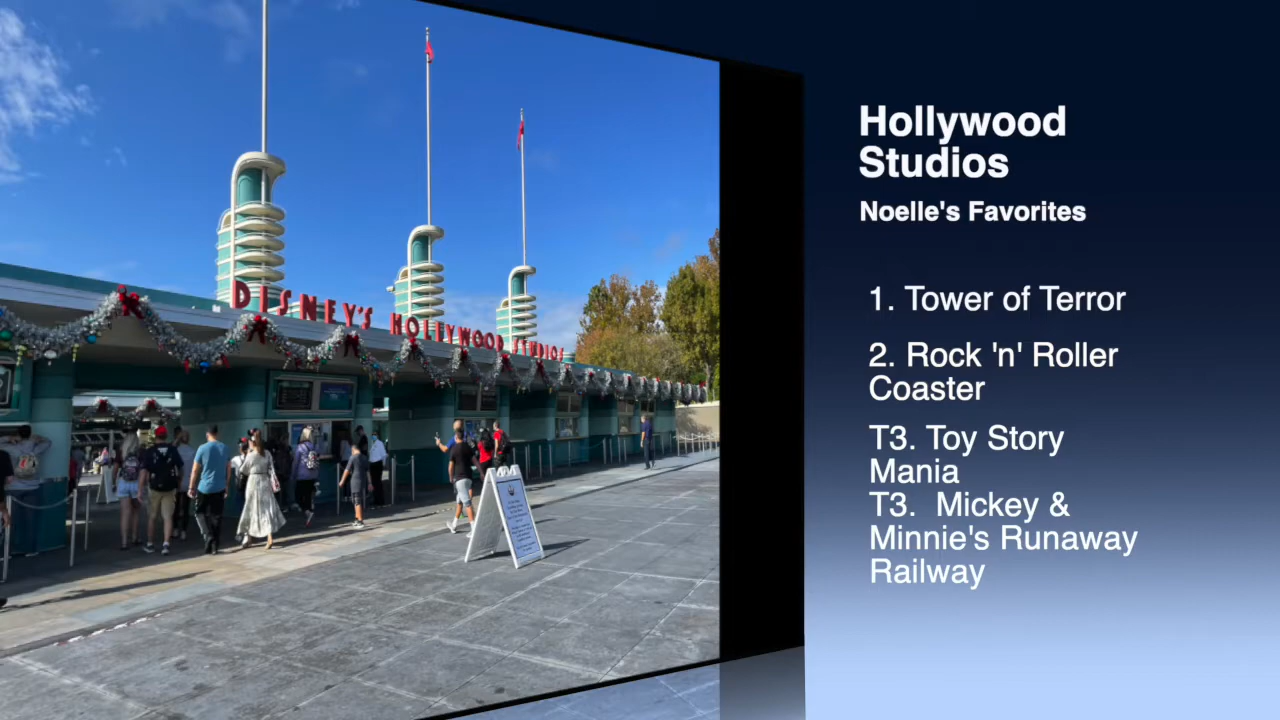 DISNEY'S HOLLYWOOD STUDIOS
Hollywood
Studios
Noelle's Favorites
1. Tower of Terror
2. Rock 'n' Roller
Coaster
T3. Toy Story
Mania
T3. Mickey &
Minnie's Runaway
Railway